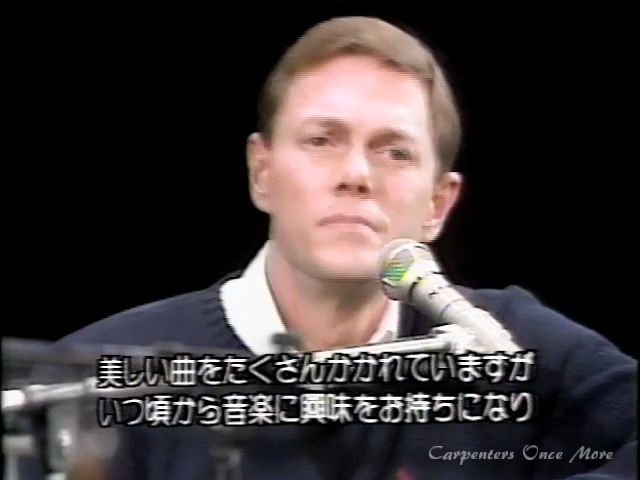 美しい曲をたくさんかかれていますが
いつ頃から音楽に興味をお持ちになり
Carpenters Once More